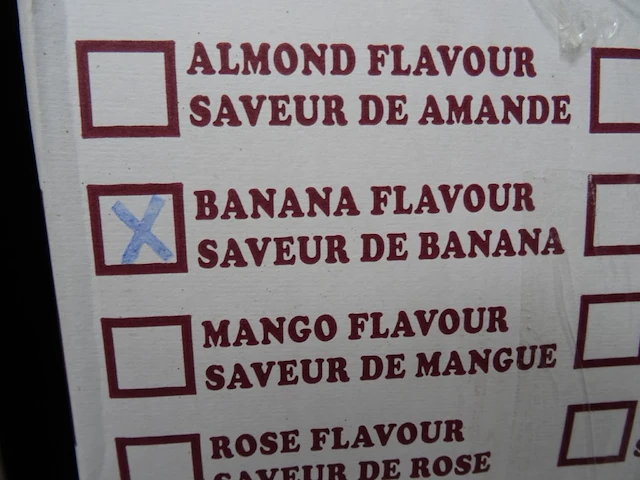 ALMOND FLAVOUR
SAVEUR DE AMANDE
BANANA FLAVOUR
SAVEUR DE BANANA
MANGO FLAVOUR
SAVEUR DE MANGUE
ROSE FLAVOUR
SAVEUR DE ROSE